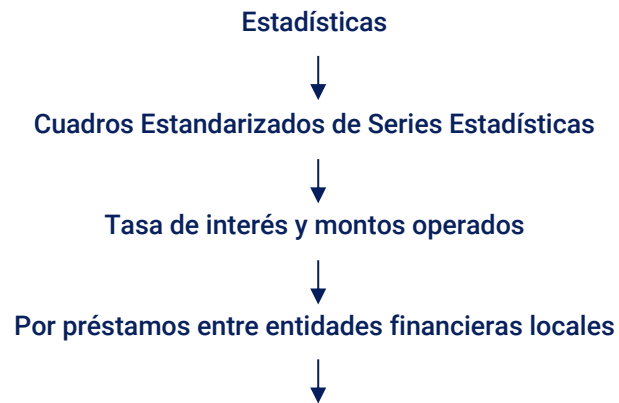 Estadísticas
Cuadros Estandarizados de Series Estadísticas
Tasa de interés y montos operados
Por préstamos entre entidades financieras locales